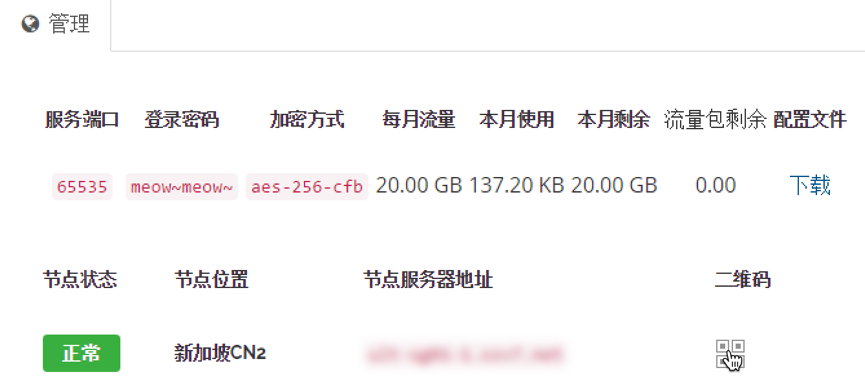 管理
服务端口 登录密码 加密方式 每月流量 本月使用 本月剩余 流量包剩余 配置文件
65535 meow~meow~ aes-256-cfb 20.00 GB 137.20 KB 20.00 GB 0.00 下载
节点状态 节点位置 节点服务器地址 二维码
正常 新加坡CN2